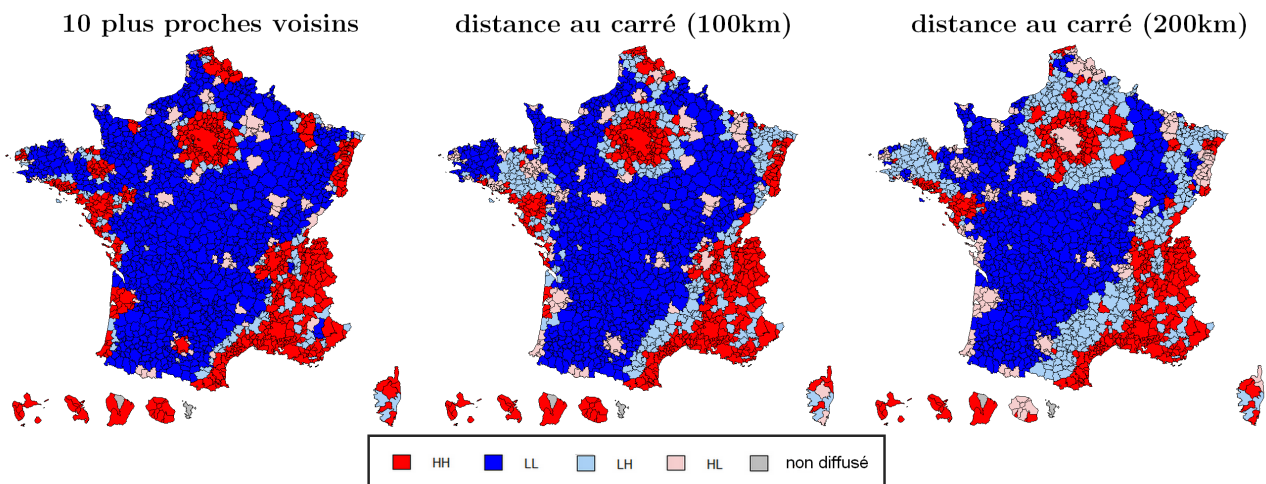 10 plus proches voisins
distance au carré (100km)
distance au carré (200km)
HH
LL
LH
HL
non diffusé